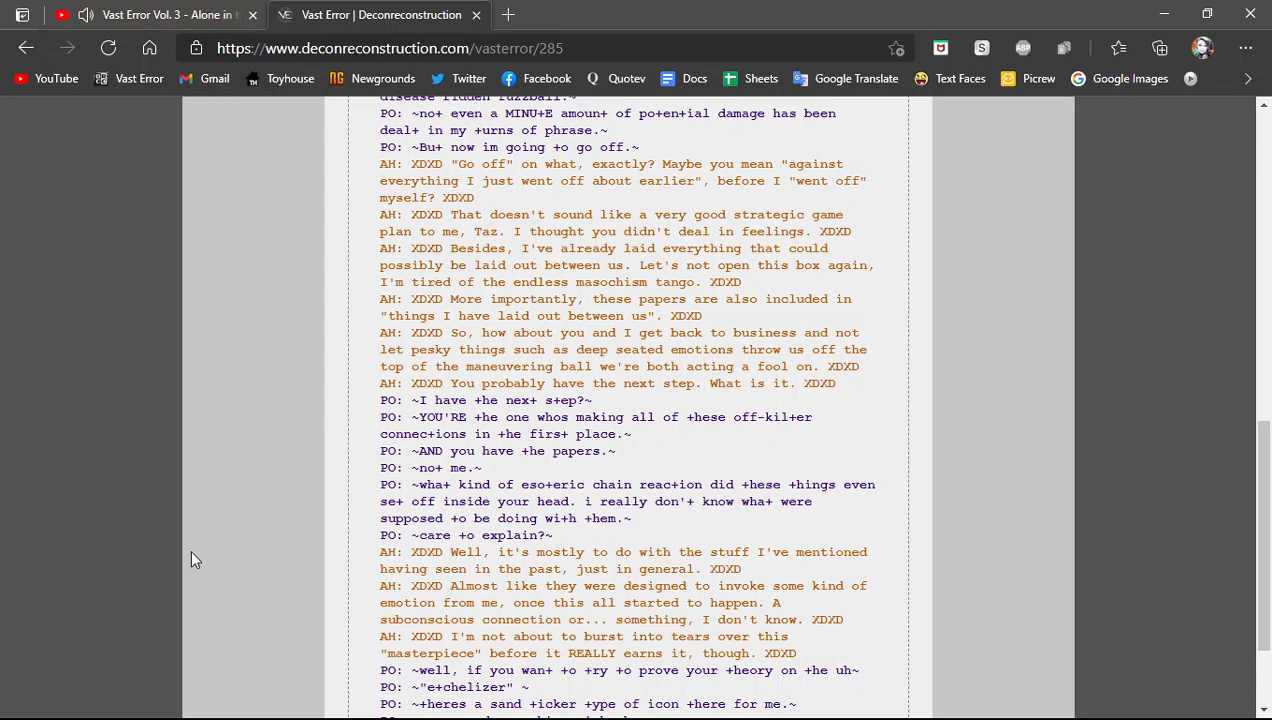 Vast Error Vol. 3 - Alone in t
Vast Error | Deconreconstruction
https://www.deconreconstruction.com/vasterror/285
YouTube
Vast Error
Gmail
Toyhouse
Newgrounds
Twitter
Facebook
Quotev
Docs
Sheets
Google Translate
Text Faces
Picrew
Google Images
disease ridden fuzzball.~
PO: ~no+ even a MINU+E amoun+ of po+en+ial damage has been
deal+ in my +urns of phrase.~
PO: ~Bu+ now im going +o go off.~
AH: XDXD "Go off" on what, exactly? Maybe you mean "against
everything I just went off about earlier", before I "went off"
myself? XDXD
AH: XDXD That doesn't sound like a very good strategic game
plan to me, Taz. I thought you didn't deal in feelings. XDXD
AH: XDXD Besides, I've already laid everything that could
possibly be laid out between us. Let's not open this box again,
I'm tired of the endless masochism tango. XDXD
AH: XDXD More importantly, these papers are also included in
"things I have laid out between us". XDXD
AH: XDXD So, how about you and I get back to business and not
let pesky things such as deep seated emotions throw us off the
top of the maneuvering ball we're both acting a fool on. XDXD
AH: XDXD You probably have the next step. What is it. XDXD
PO: ~I have +he nex+ s+ep?~
PO: ~YOU'RE +he one whos making all of +hese off-kil+er
connec+ions in +he firs+ place.~
PO: ~AND you have +he papers.~
PO: ~no+ me.~
PO: ~wha+ kind of eso+eric chain reac+ion did +hese +hings even
se+ off inside your head. i really don'+ know wha+ were
supposed +o be doing wi+h +hem.~
PO: ~care +o explain?~
AH: XDXD Well, it's mostly to do with the stuff I've mentioned
having seen in the past, just in general. XDXD
AH: XDXD Almost like they were designed to invoke some kind of
emotion from me, once this all started to happen. A
subconscious connection or... something, I don't know. XDXD
AH: XDXD I'm not about to burst into tears over this
"masterpiece" before it REALLY earns it, though. XDXD
PO: ~well, if you wan+ +o +ry +o prove your +heory on +he uh~
PO: ~"e+chelizer" ~
PO: ~+heres a sand +icker +ype of icon +here for me.~